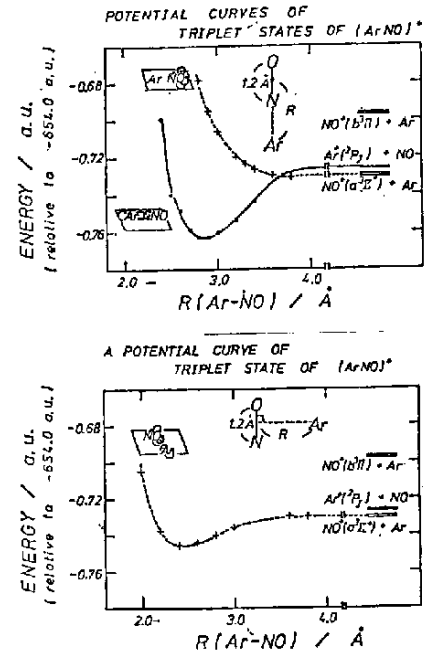 POTENTIAL CURVES OF
TRIPLET STATES OF (ArNO)⁺
ENERGY / a.u.
(relative to -654.0 a.u.)
-0.68
-0.72
-0.76
O
1.2 Å
N
R
Ar
NO⁺(b³Π) + Ar
Ar⁺(²Pⱼ) + NO
NO⁺(a³Σ⁺) + Ar
2.0
3.0
4.0
R(Ar-NO) / Å
A POTENTIAL CURVE OF
TRIPLET STATE OF (ArNO)⁺
ENERGY / a.u.
(relative to -654.0 a.u.)
-0.68
-0.72
-0.76
O
1.2 Å
N
R
Ar
NO⁺(b³Π) + Ar
Ar⁺(²Pⱼ) + NO
NO⁺(a³Σ⁺) + Ar
2.0
3.0
4.0
R(Ar-NO) / Å